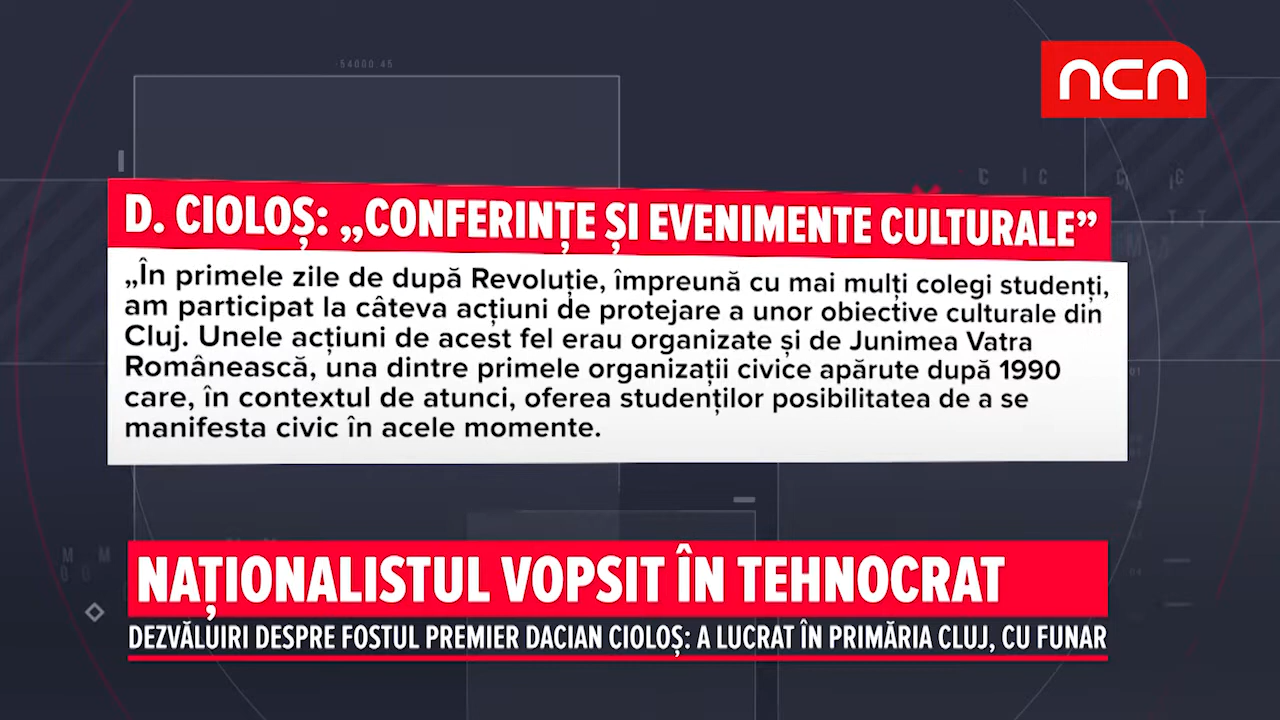 54000.45
ncn
D. CIOLOȘ: „CONFERINȚE ȘI EVENIMENTE CULTURALE”
„În primele zile de după Revoluție, împreună cu mai mulți colegi studenți,
am participat la câteva acțiuni de protejare a unor obiective culturale din
Cluj. Unele acțiuni de acest fel erau organizate și de Junimea Vatra
Românească, una dintre primele organizații civice apărute după 1990
care, în contextul de atunci, oferea studenților posibilitatea de a se
manifesta civic în acele momente.
NAȚIONALISTUL VOPSIT ÎN TEHNOCRAT
DEZVĂLUIRI DESPRE FOSTUL PREMIER DACIAN CIOLOȘ: A LUCRAT ÎN PRIMĂRIA CLUJ, CU FUNAR